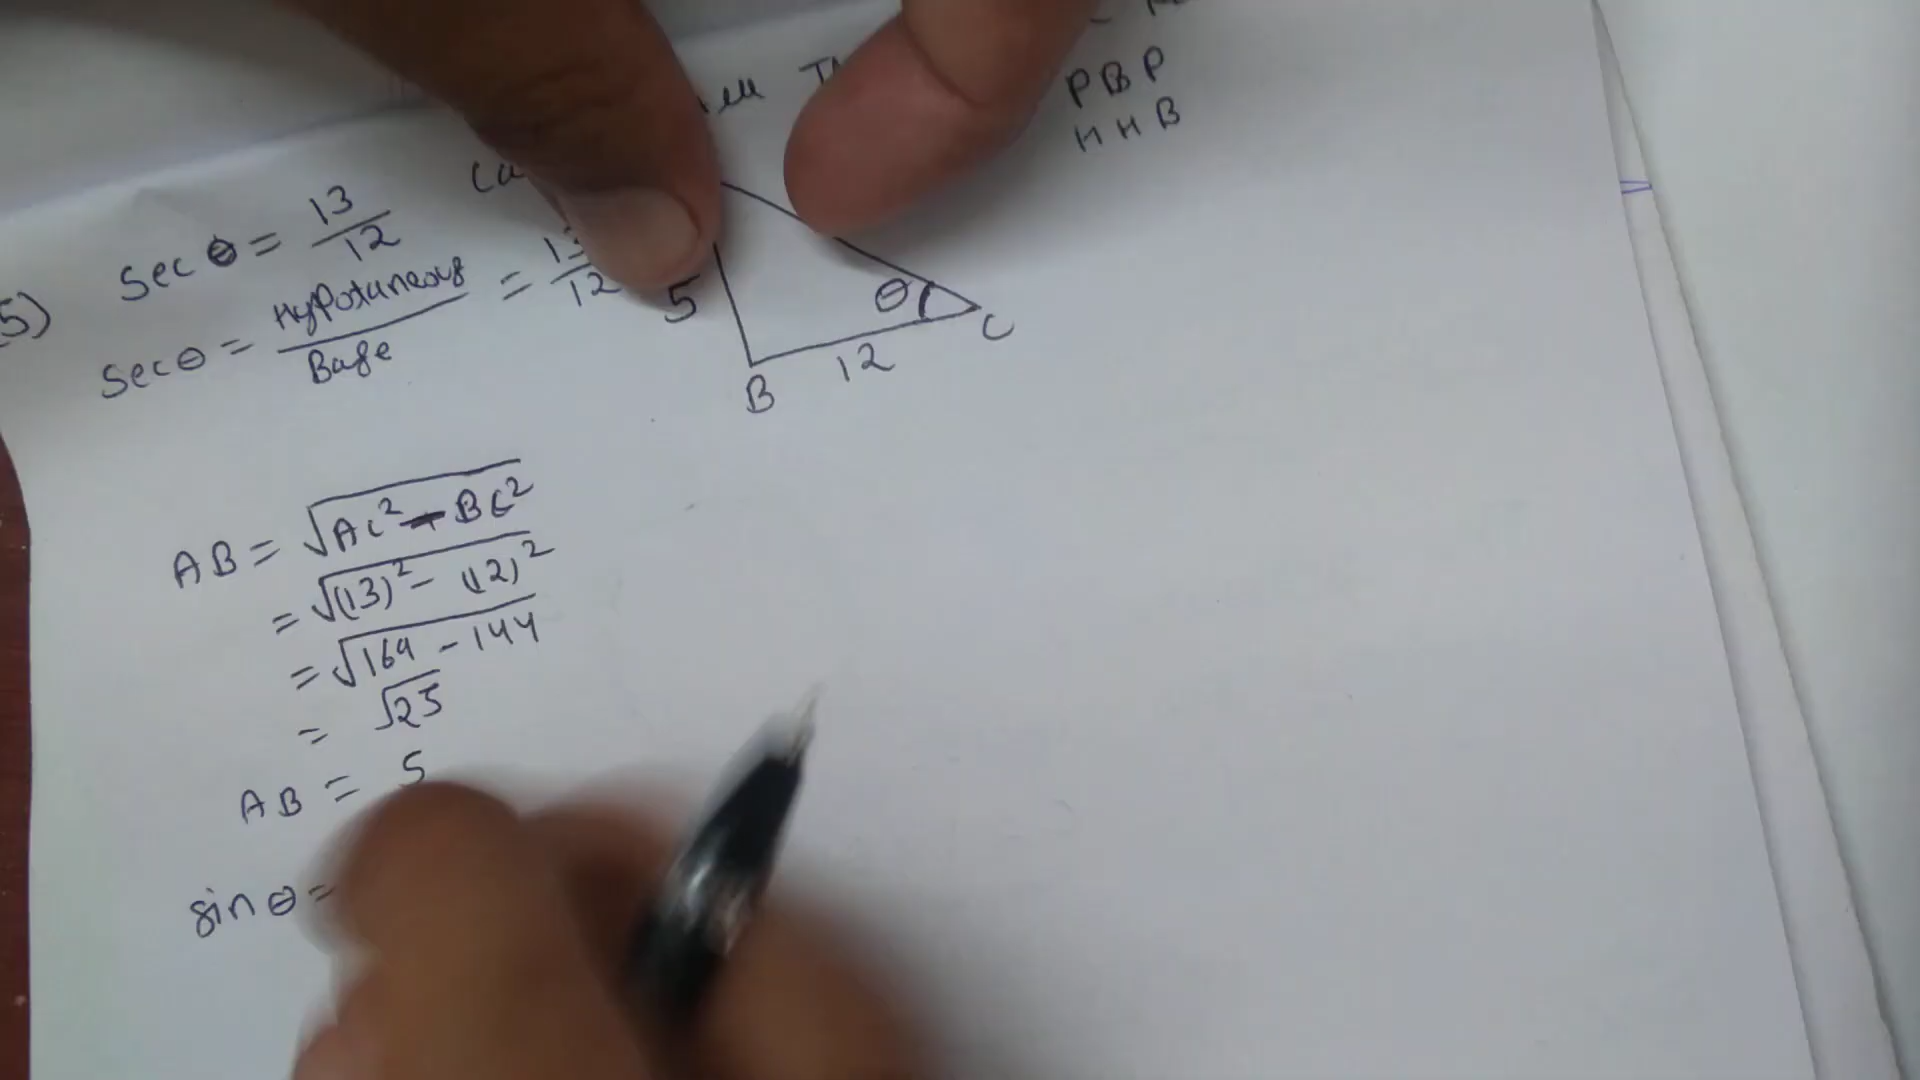 PBP
HHB
5) sec θ = 13/12
sec θ = Hypotaneous/Base = 13/12
5
θ
C
12
B
AB = √AC² - BC²
= √(13)² - (12)²
= √169 - 144
= √25
AB = 5
sin θ =